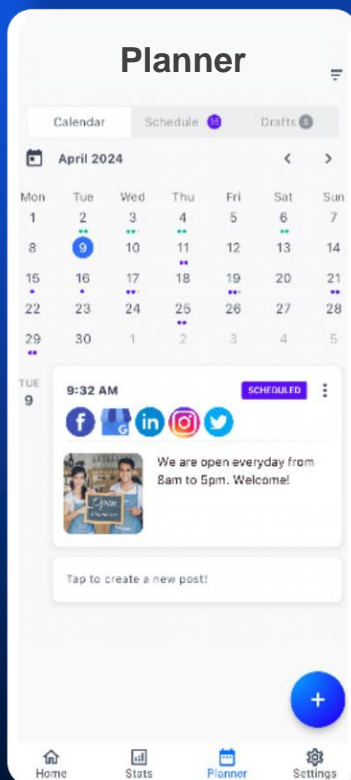 Planner
Calendar Schedule Drafts
April 2024
Mon Tue Wed Thu Fri Sat Sun
1 2 3 4 5 6 7
8 9 10 11 12 13 14
15 16 17 18 19 20 21
22 23 24 25 26 27 28
29 30 1 2 3 4 5
TUE
9
9:32 AM SCHEDULED
We are open everyday from
8am to 5pm. Welcome!
Open
Tap to create a new post!
Home Stats Planner Settings